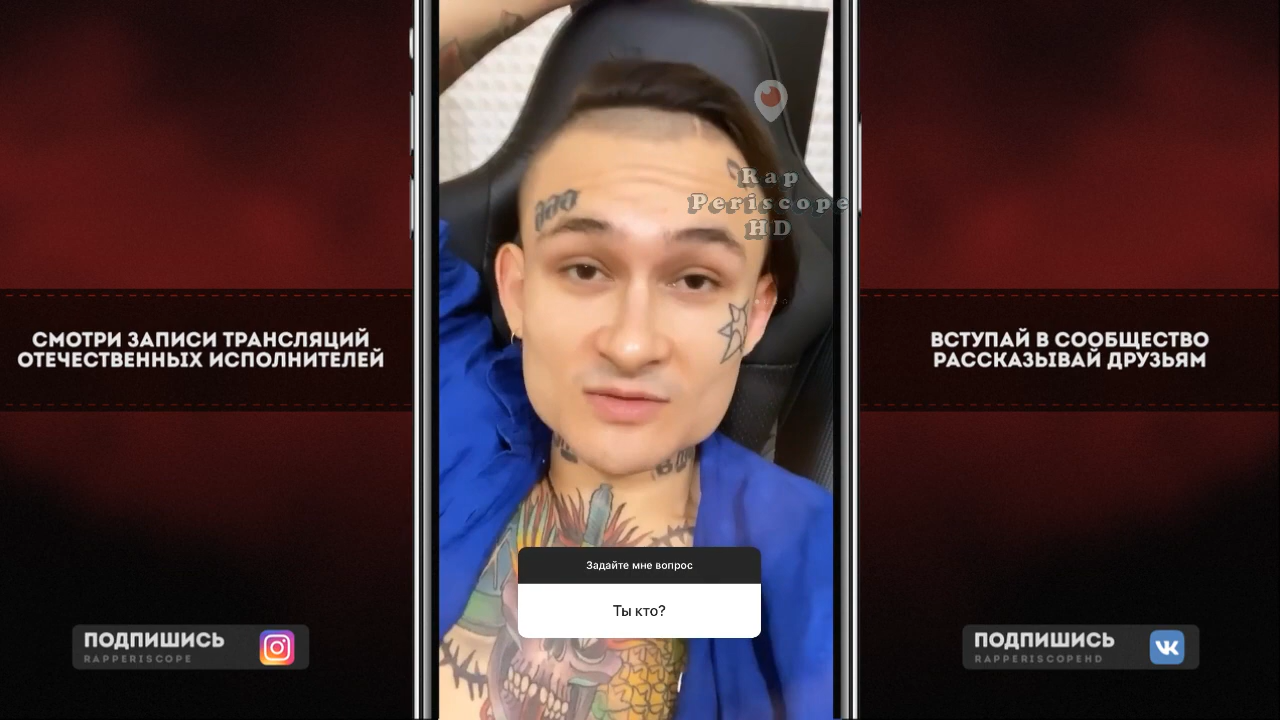 Rap
Periscope
HD
СМОТРИ ЗАПИСИ ТРАНСЛЯЦИЙ
ОТЕЧЕСТВЕННЫХ ИСПОЛНИТЕЛЕЙ
ВСТУПАЙ В СООБЩЕСТВО
РАССКАЗЫВАЙ ДРУЗЬЯМ
Задайте мне вопрос
Ты кто?
ПОДПИШИСЬ
RAPPERISCOPE
ПОДПИШИСЬ
RAPPERISCOPEHD